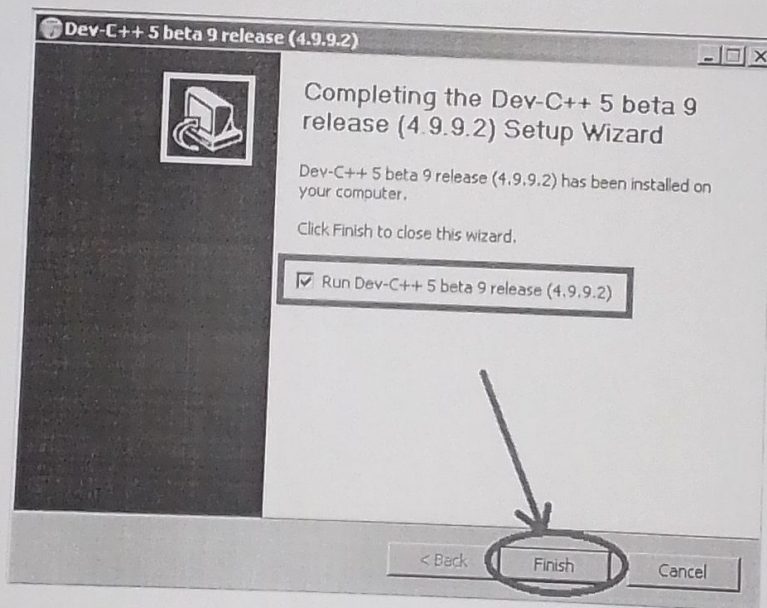 Dev-C++ 5 beta 9 release (4.9.9.2)
Completing the Dev-C++ 5 beta 9
release (4.9.9.2) Setup Wizard
Dev-C++ 5 beta 9 release (4.9.9.2) has been installed on
your computer.
Click Finish to close this wizard.
Run Dev-C++ 5 beta 9 release (4.9.9.2)
< Back
Finish
Cancel